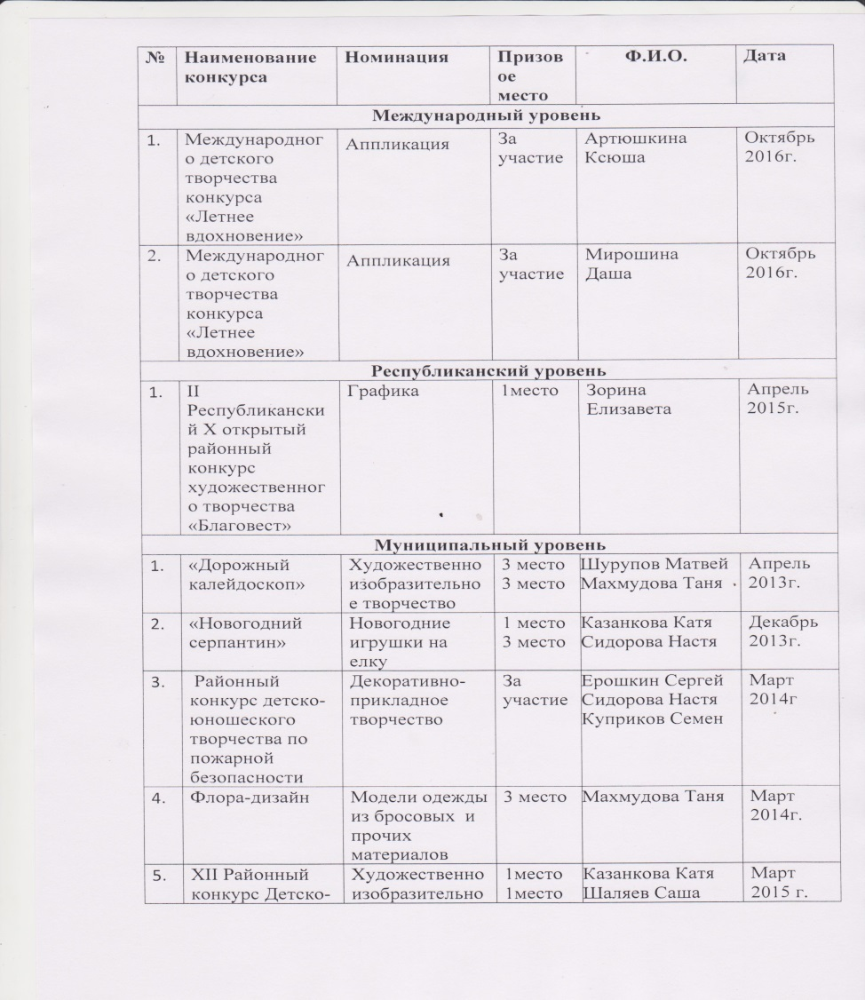 № Наименование конкурса Номинация Призов ое место Ф.И.О. Дата
Международный уровень
1. Международног Аппликация За Артюшкина Октябрь
о детского участие Ксюша 2016г.
творчества
конкурса
«Летнее
вдохновение»
2. Международног Аппликация За Мирошина Октябрь
о детского участие Даша 2016г.
творчества
конкурса
«Летнее
вдохновение»
Республиканский уровень
1. II Графика 1место Зорина Апрель
Республикански Елизавета 2015г.
й X открытый
районный
конкурс
художественног
о творчества
«Благовест»
Муниципальный уровень
1. «Дорожный Художественно 3 место Шурупов Матвей Апрель
калейдоскоп» изобразительно 3 место Махмудова Таня 2013г.
е творчество
2. «Новогодний Новогодние 1 место Казанкова Катя Декабрь
серпантин» игрушки на 3 место Сидорова Настя 2013г.
елку
3. Районный Декоративно- За Ерошкин Сергей Март
конкурс детско- прикладное участие Сидорова Настя 2014г
юношеского творчество Куприков Семен
творчества по
пожарной
безопасности
4. Флора-дизайн Модели одежды 3 место Махмудова Таня Март
из бросовых и 2014г.
прочих
материалов
5. XII Районный Художественно 1место Казанкова Катя Март
конкурс Детско- изобразительно 1место Шаляев Саша 2015 г.